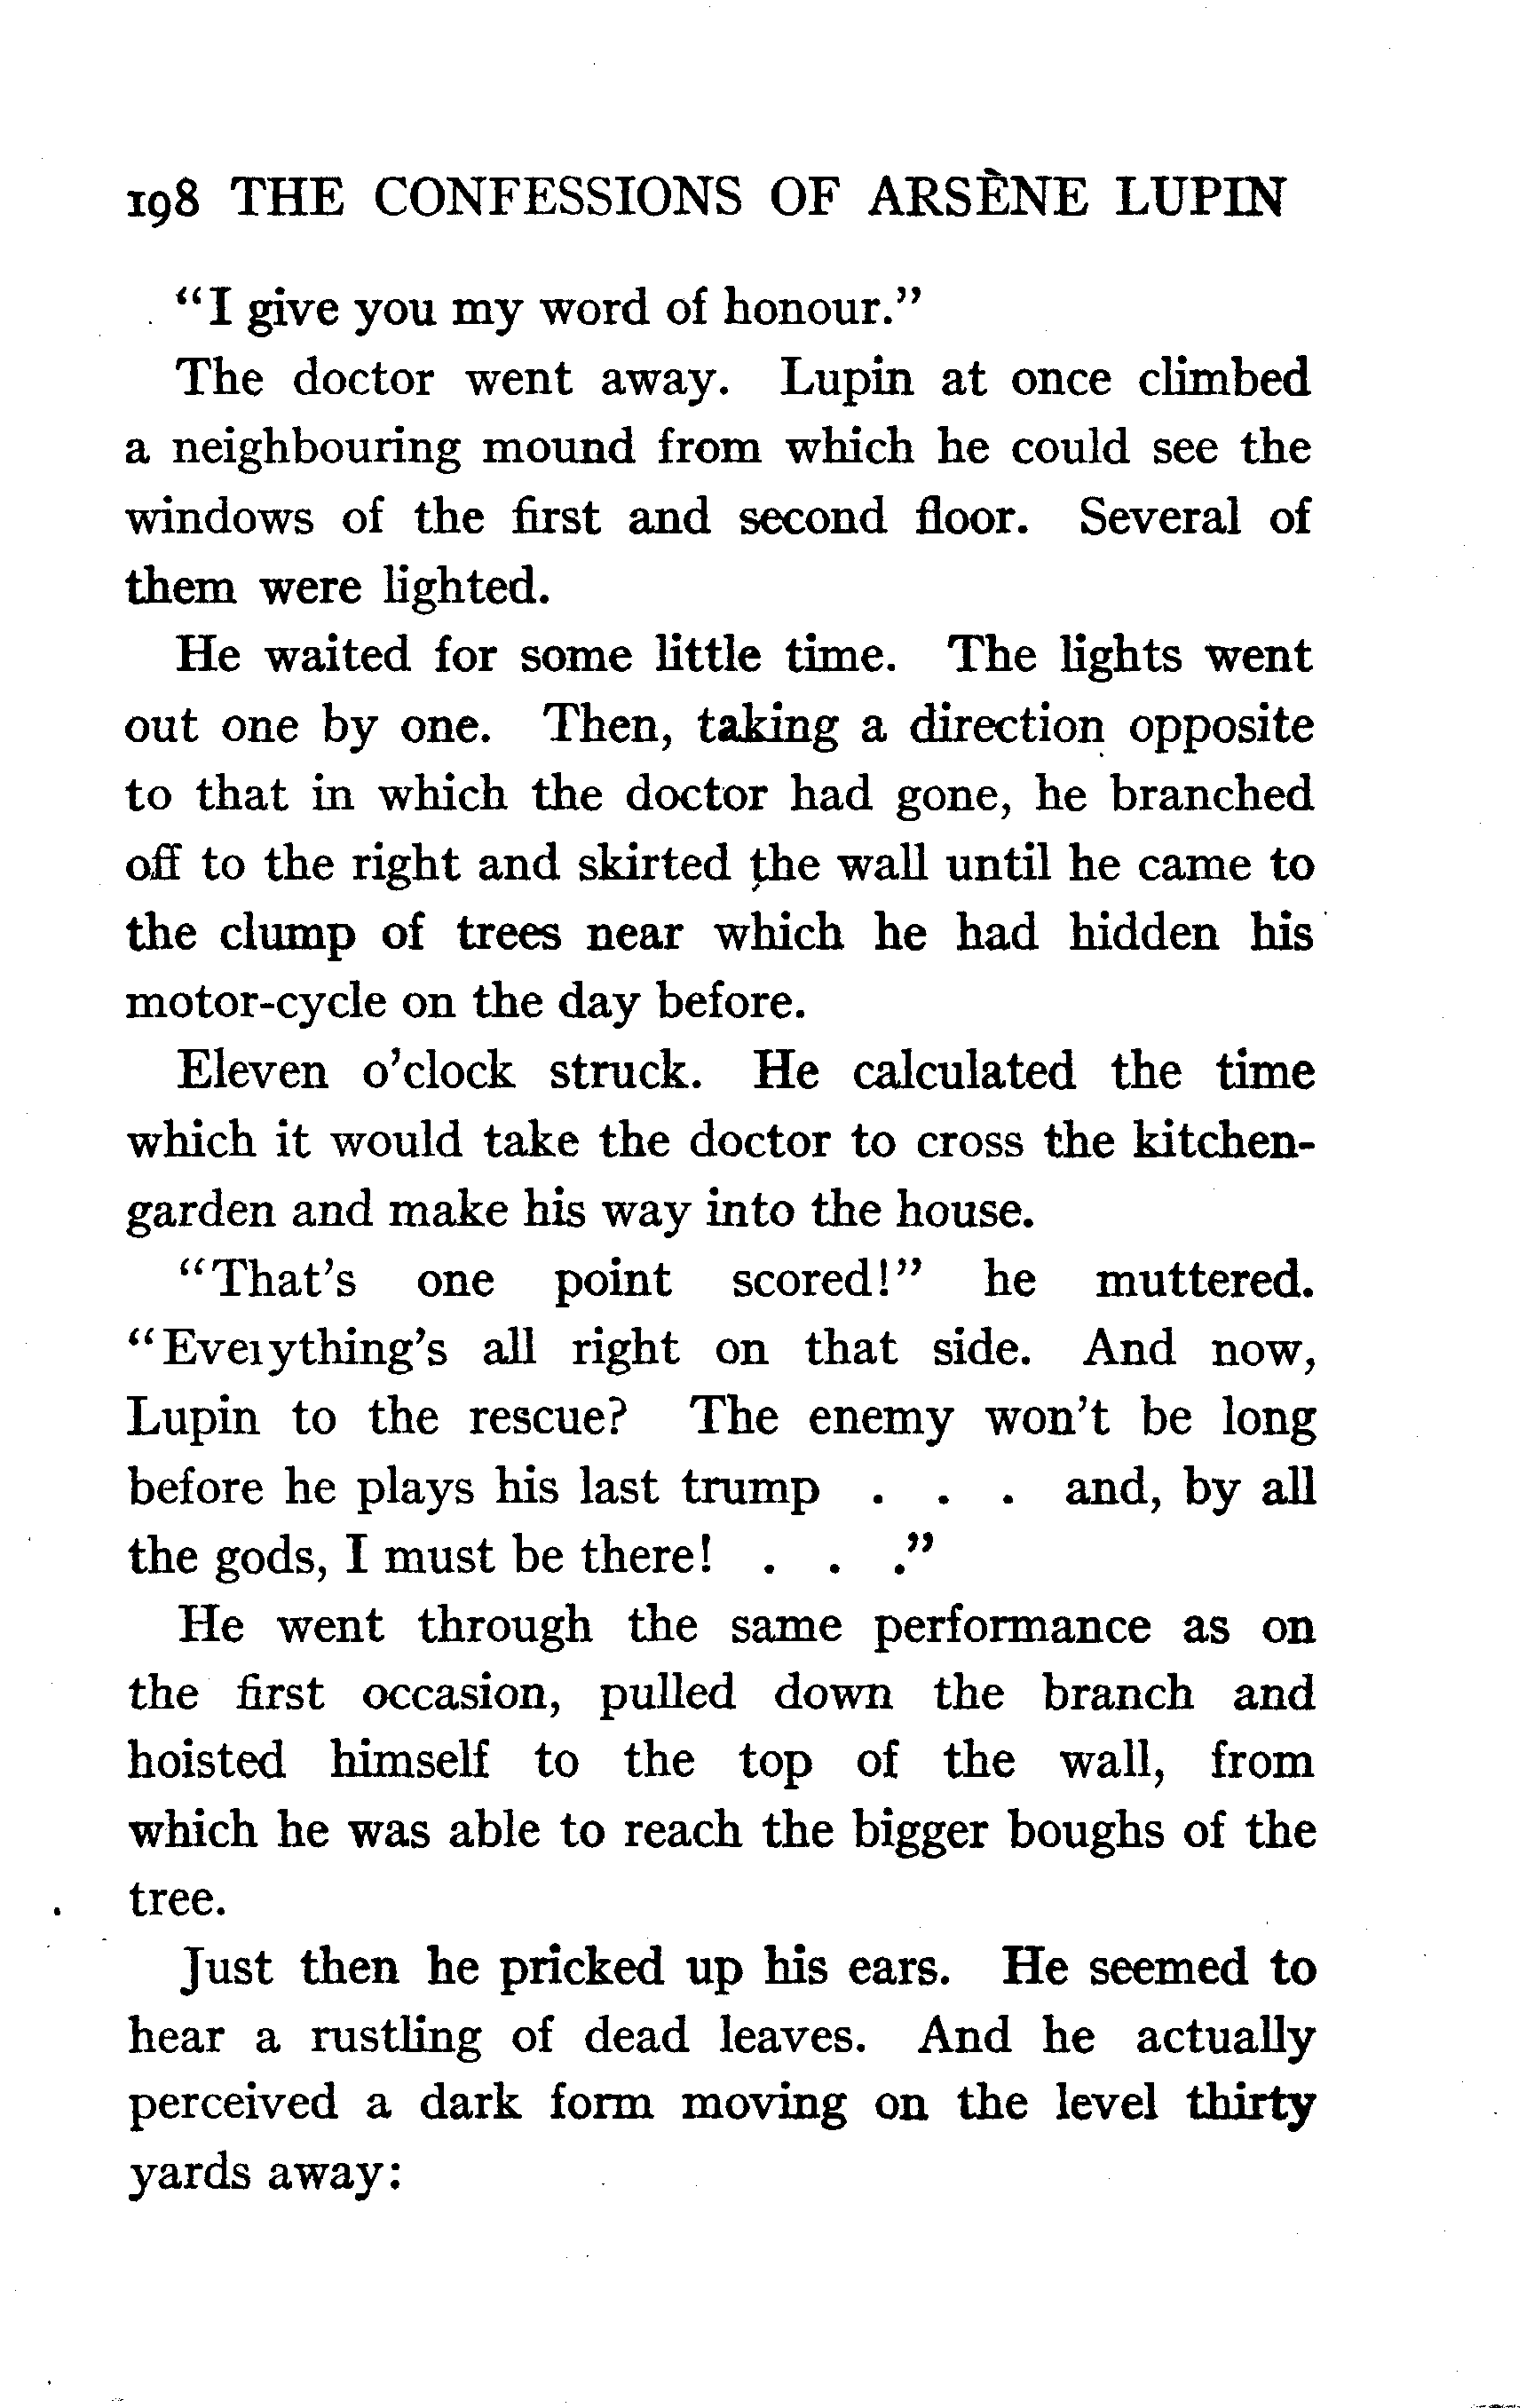 198 THE CONFESSIONS OF ARSÈNE LUPIN
"I give you my word of honour."
The doctor went away. Lupin at once climbed
a neighbouring mound from which he could see the
windows of the first and second floor. Several of
them were lighted.
He waited for some little time. The lights went
out one by one. Then, taking a direction opposite
to that in which the doctor had gone, he branched
off to the right and skirted the wall until he came to
the clump of trees near which he had hidden his
motor-cycle on the day before.
Eleven o'clock struck. He calculated the time
which it would take the doctor to cross the kitchen-
garden and make his way into the house.
"That's one point scored!" he muttered.
"Everything's all right on that side. And now,
Lupin to the rescue? The enemy won't be long
before he plays his last trump . . . and, by all
the gods, I must be there! . . ."
He went through the same performance as on
the first occasion, pulled down the branch and
hoisted himself to the top of the wall, from
which he was able to reach the bigger boughs of the
tree.
Just then he pricked up his ears. He seemed to
hear a rustling of dead leaves. And he actually
perceived a dark form moving on the level thirty
yards away: